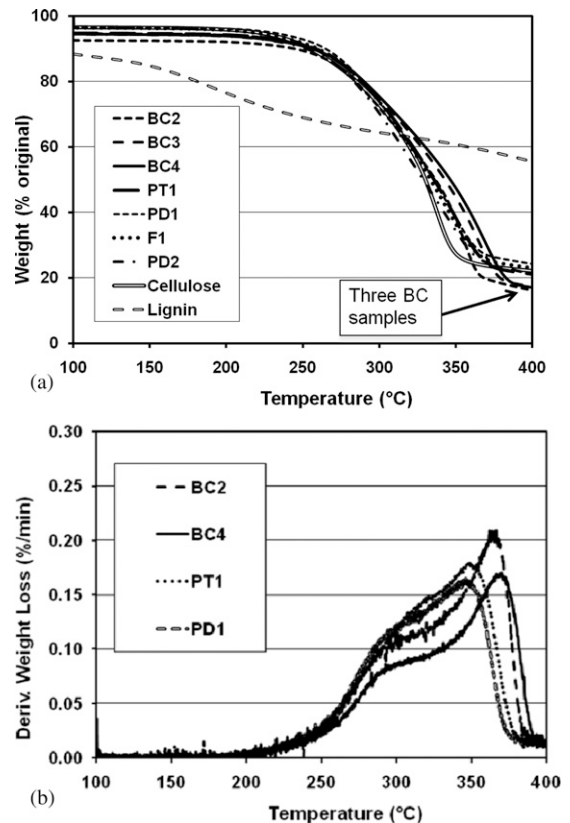 100
80
60
40
20
0
Weight (% original)
BC2
BC3
BC4
PT1
PD1
F1
PD2
Cellulose
Lignin
Three BC
samples
100 150 200 250 300 350 400
(a)
Temperature (°C)
0.30
0.25
0.20
0.15
0.10
0.05
0.00
Deriv. Weight Loss (%/min)
BC2
BC4
PT1
PD1
100 150 200 250 300 350 400
(b)
Temperature (°C)